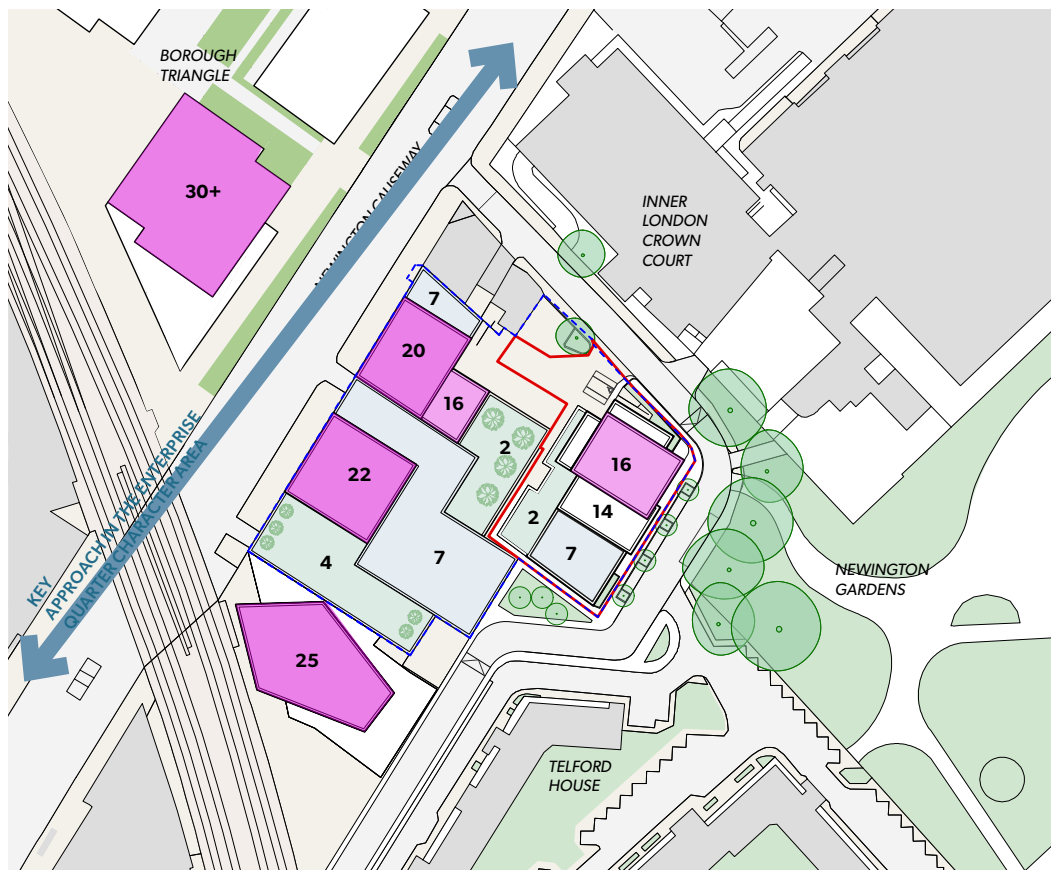 BOROUGH
TRIANGLE
30+
NEWINGTON CAUSEWAY
INNER
LONDON
CROWN
COURT
7
20
16
2
16
22
14
2
7
7
4
KEY
APPROACH IN THE ENTERPRISE
QUARTER CHARACTER AREA
NEWINGTON
GARDENS
25
TELFORD
HOUSE